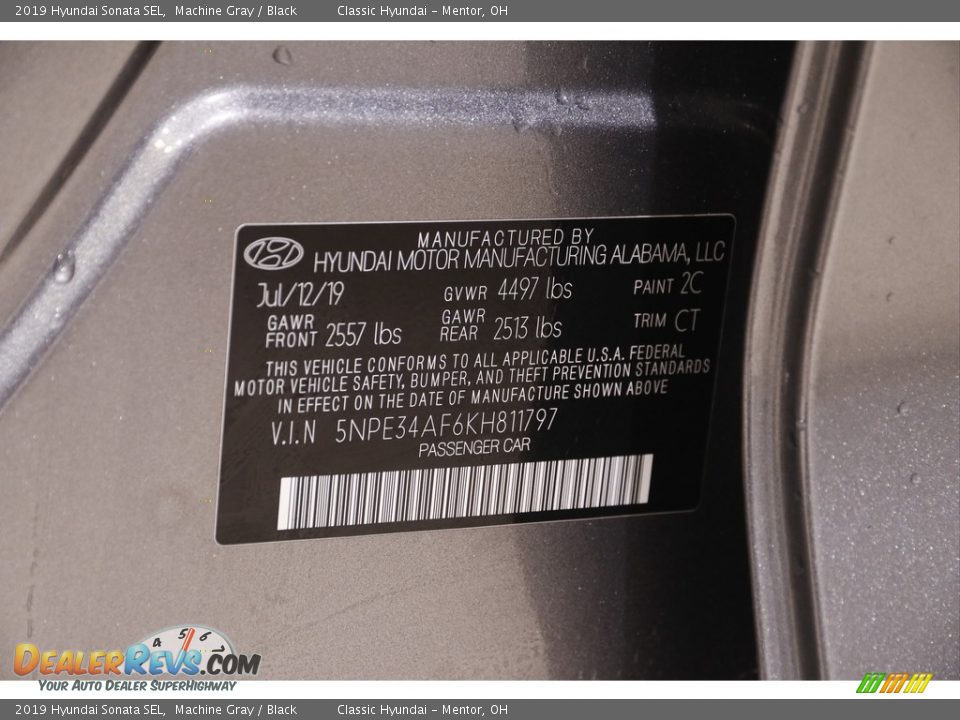 2019 Hyundai Sonata SEL, Machine Gray / Black Classic Hyundai - Mentor, OH
MANUFACTURED BY
HYUNDAI MOTOR MANUFACTURING ALABAMA, LLC
Jul/12/19 GVWR 4497 lbs PAINT 2C
GAWR FRONT 2557 lbs GAWR REAR 2513 lbs TRIM CT
THIS VEHICLE CONFORMS TO ALL APPLICABLE U.S.A. FEDERAL
MOTOR VEHICLE SAFETY, BUMPER, AND THEFT PREVENTION STANDARDS
IN EFFECT ON THE DATE OF MANUFACTURE SHOWN ABOVE
V.I.N 5NPE34AF6KH811797
PASSENGER CAR
4 5 6 7
DEALERREVS.COM
YOUR AUTO DEALER SUPERHIGHWAY
2019 Hyundai Sonata SEL, Machine Gray / Black Classic Hyundai - Mentor, OH